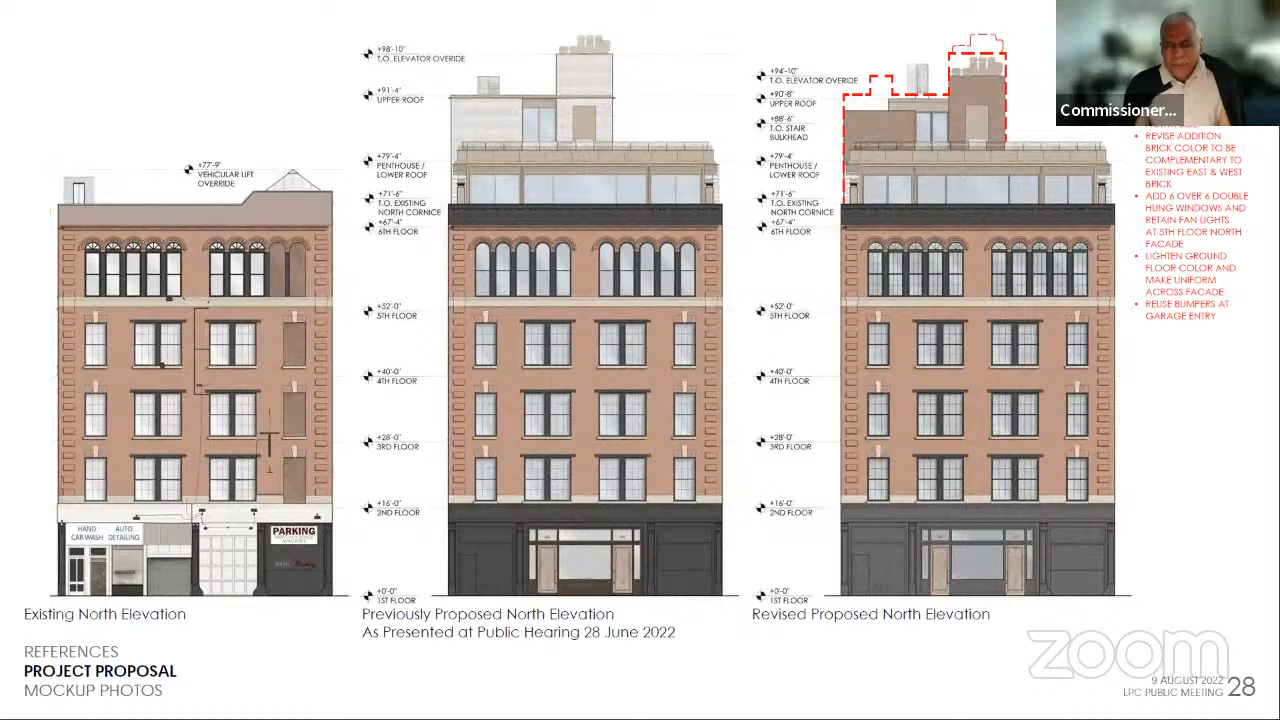 +98'-10"
T.O. ELEVATOR OVERIDE
+91'-4"
UPPER ROOF
+77'-9"
VEHICULAR LIFT
OVERRIDE
+79'-4"
PENTHOUSE /
LOWER ROOF
+71'-6"
T.O. EXISTING
NORTH CORNICE
+67'-4"
6TH FLOOR
+52'-0"
5TH FLOOR
+40'-0"
4TH FLOOR
+28'-0"
3RD FLOOR
+16'-0"
2ND FLOOR
+0'-0"
1ST FLOOR
+94'-10"
T.O. ELEVATOR OVERIDE
+90'-8"
UPPER ROOF
+88'-6"
T.O. STAIR
BULKHEAD
+79'-4"
PENTHOUSE /
LOWER ROOF
+71'-6"
T.O. EXISTING
NORTH CORNICE
+67'-4"
6TH FLOOR
+52'-0"
5TH FLOOR
+40'-0"
4TH FLOOR
+28'-0"
3RD FLOOR
+16'-0"
2ND FLOOR
+0'-0"
1ST FLOOR
Commissioner...
• REVISE ADDITION
BRICK COLOR TO BE
COMPLEMENTARY TO
EXISTING EAST & WEST
BRICK
• ADD 6 OVER 6 DOUBLE
HUNG WINDOWS AND
RETAIN FAN LIGHTS
AT 5TH FLOOR NORTH
FACADE
• LIGHTEN GROUND
FLOOR COLOR AND
MAKE UNIFORM
ACROSS FACADE
• REUSE BUMPERS AT
GARAGE ENTRY
HAND
CAR WASH
AUTO
DETAILING
PARKING
Existing North Elevation
Previously Proposed North Elevation
As Presented at Public Hearing 28 June 2022
Revised Proposed North Elevation
REFERENCES
PROJECT PROPOSAL
MOCKUP PHOTOS
zoom
9 AUGUST 2022
LPC PUBLIC MEETING 28